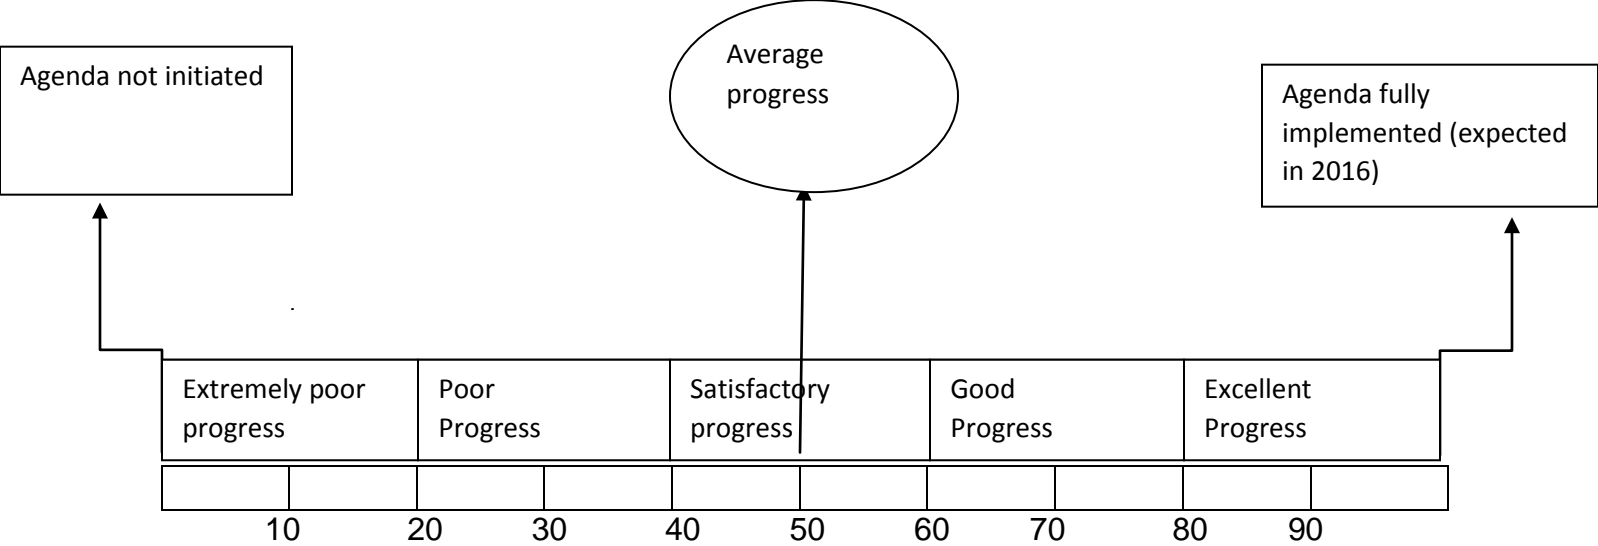 Agenda not initiated
Average
progress
Agenda fully
implemented (expected
in 2016)
Extremely poor
progress
Poor
Progress
Satisfactory
progress
Good
Progress
Excellent
Progress
10 20 30 40 50 60 70 80 90